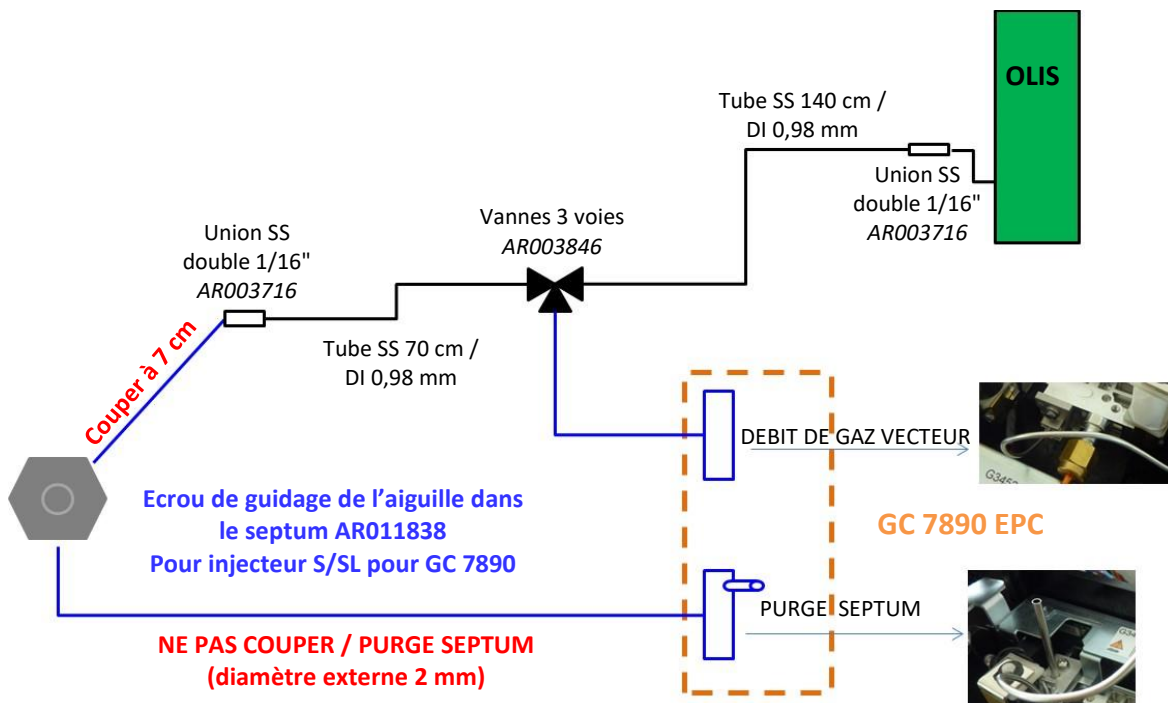 OLIS
Tube SS 140 cm /
DI 0,98 mm
Union SS
double 1/16"
AR003716
Vannes 3 voies
AR003846
Union SS
double 1/16"
AR003716
Couper à 7 cm
Tube SS 70 cm /
DI 0,98 mm
DEBIT DE GAZ VECTEUR
Ecrou de guidage de l’aiguille dans
le septum AR011838
Pour injecteur S/SL pour GC 7890
GC 7890 EPC
PURGE SEPTUM
NE PAS COUPER / PURGE SEPTUM
(diamètre externe 2 mm)